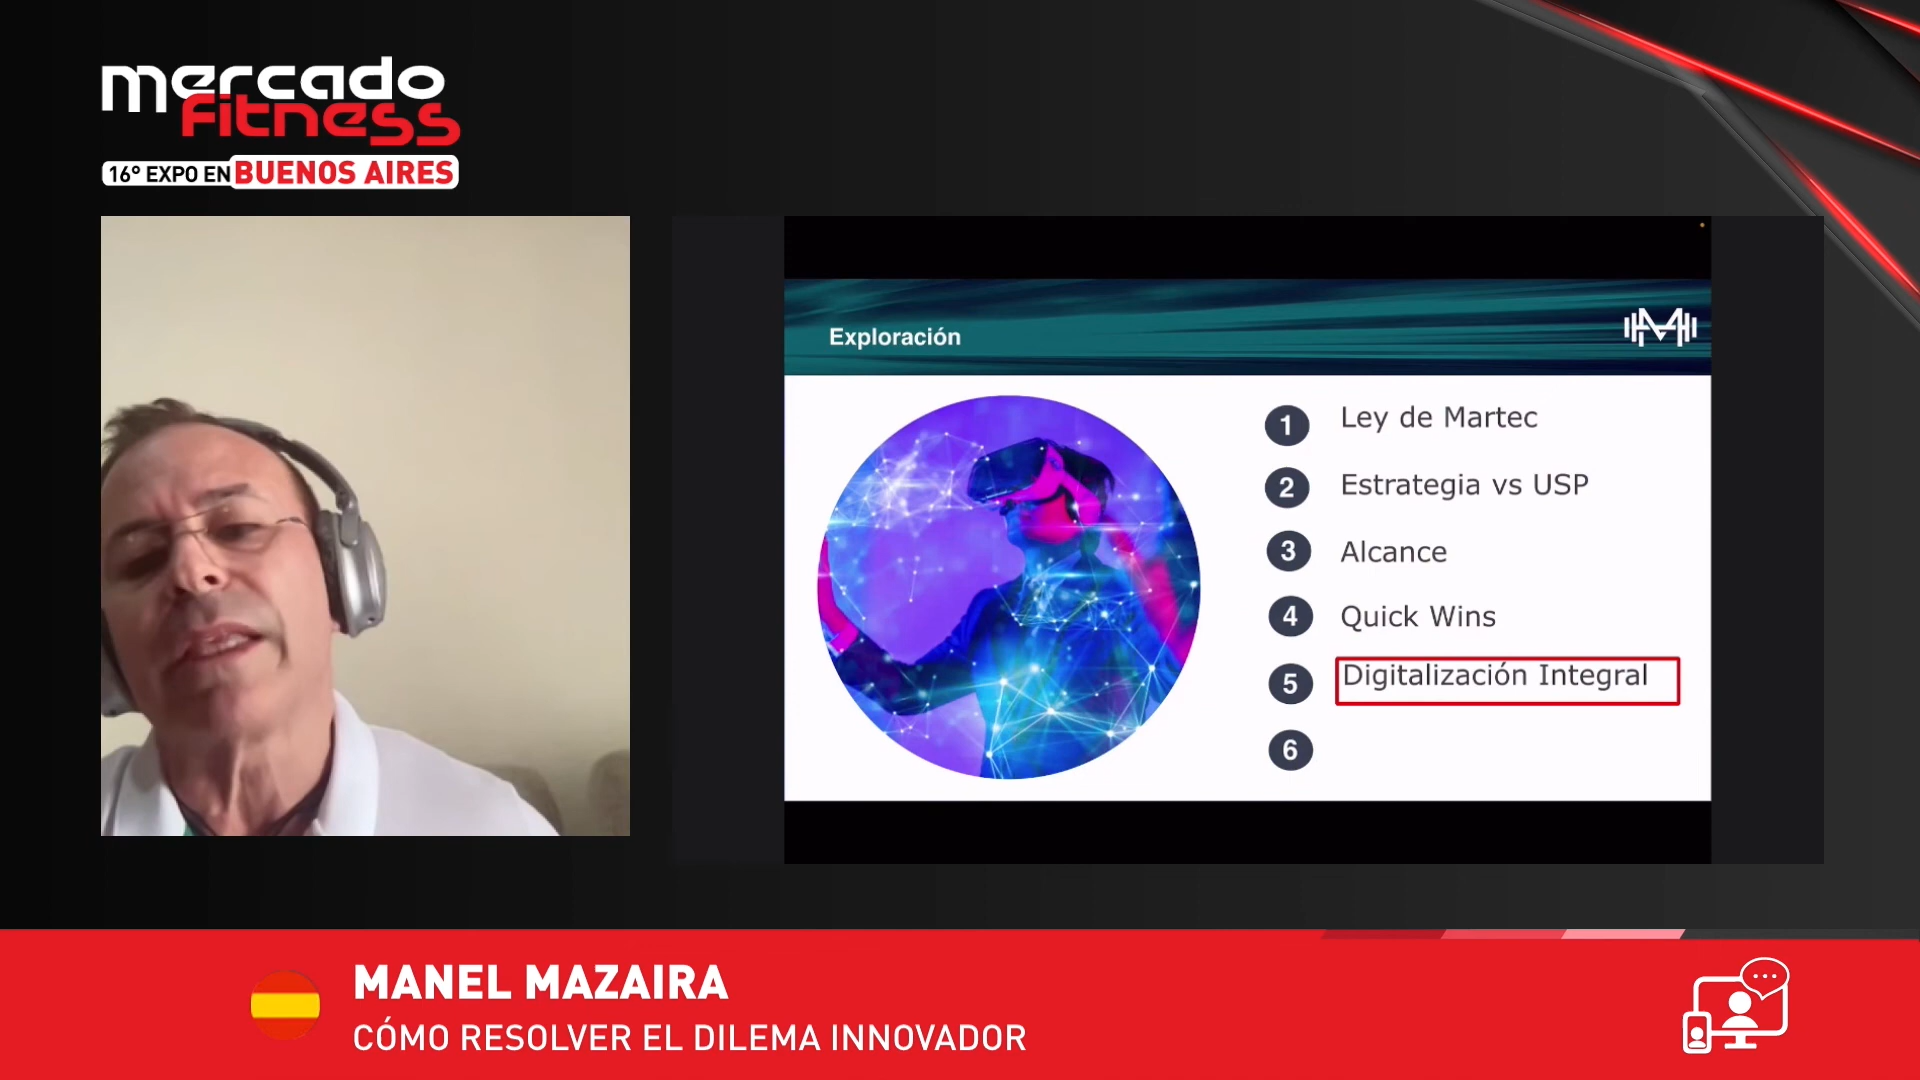 mercado
fitness
16° EXPO EN BUENOS AIRES
Exploración
1 Ley de Martec
2 Estrategia vs USP
3 Alcance
4 Quick Wins
5 Digitalización Integral
6
MANEL MAZAIRA
CÓMO RESOLVER EL DILEMA INNOVADOR